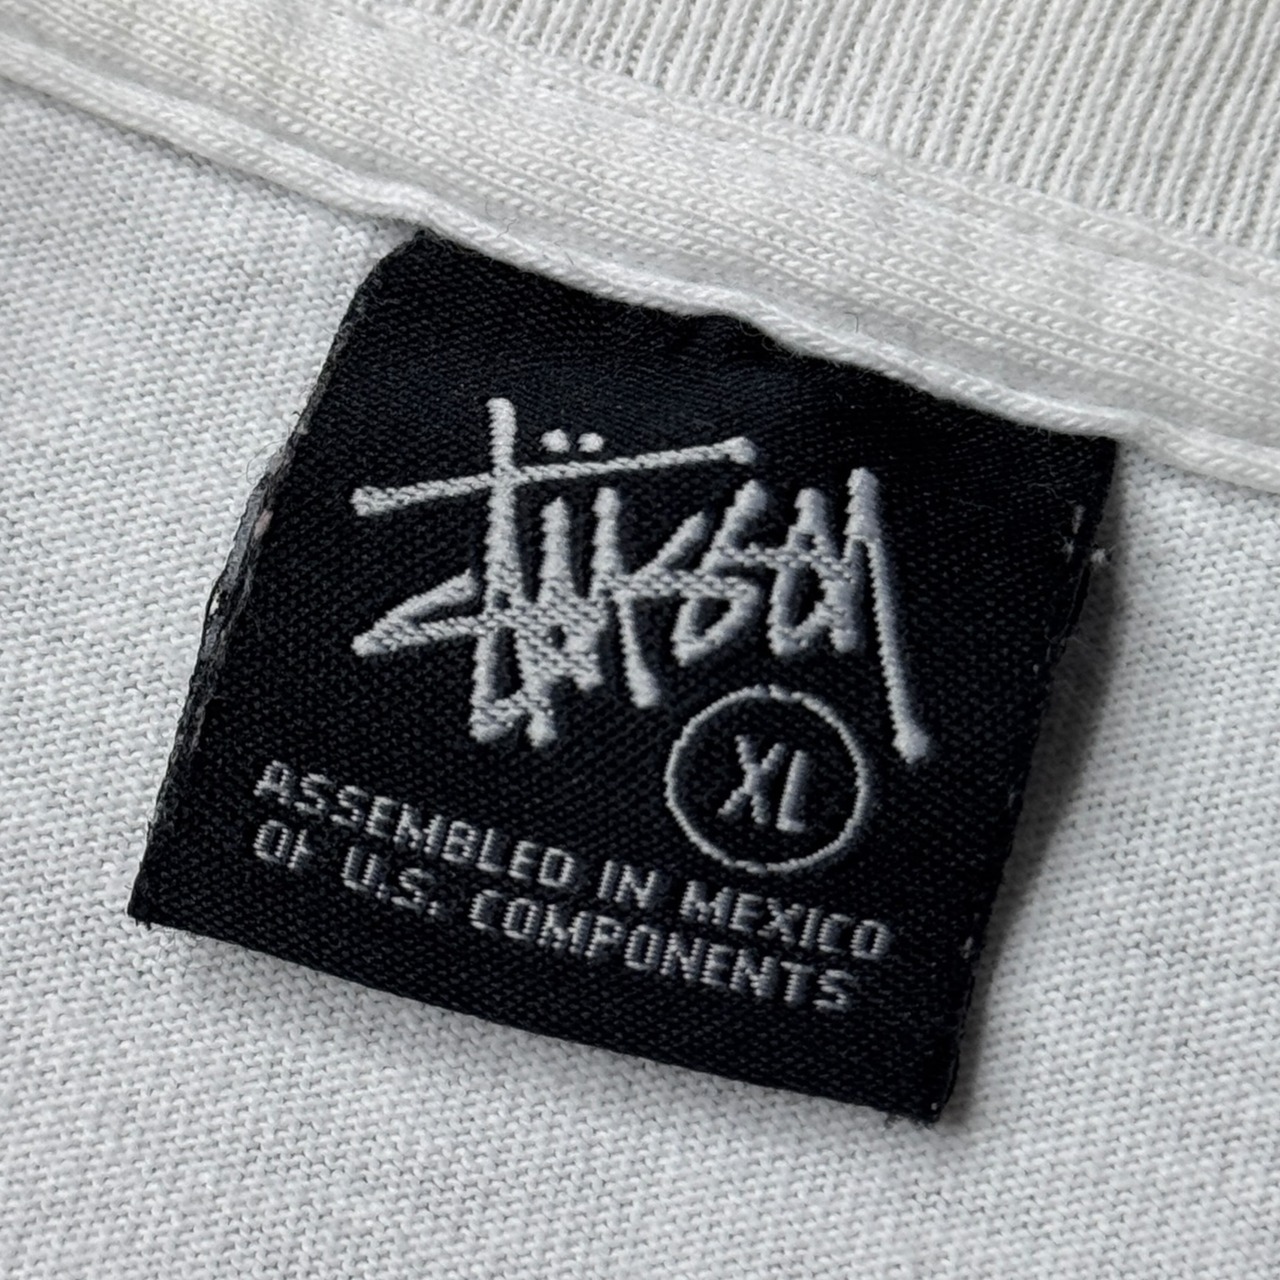 Stüssy
XL
ASSEMBLED IN MEXICO
OF U.S. COMPONENTS